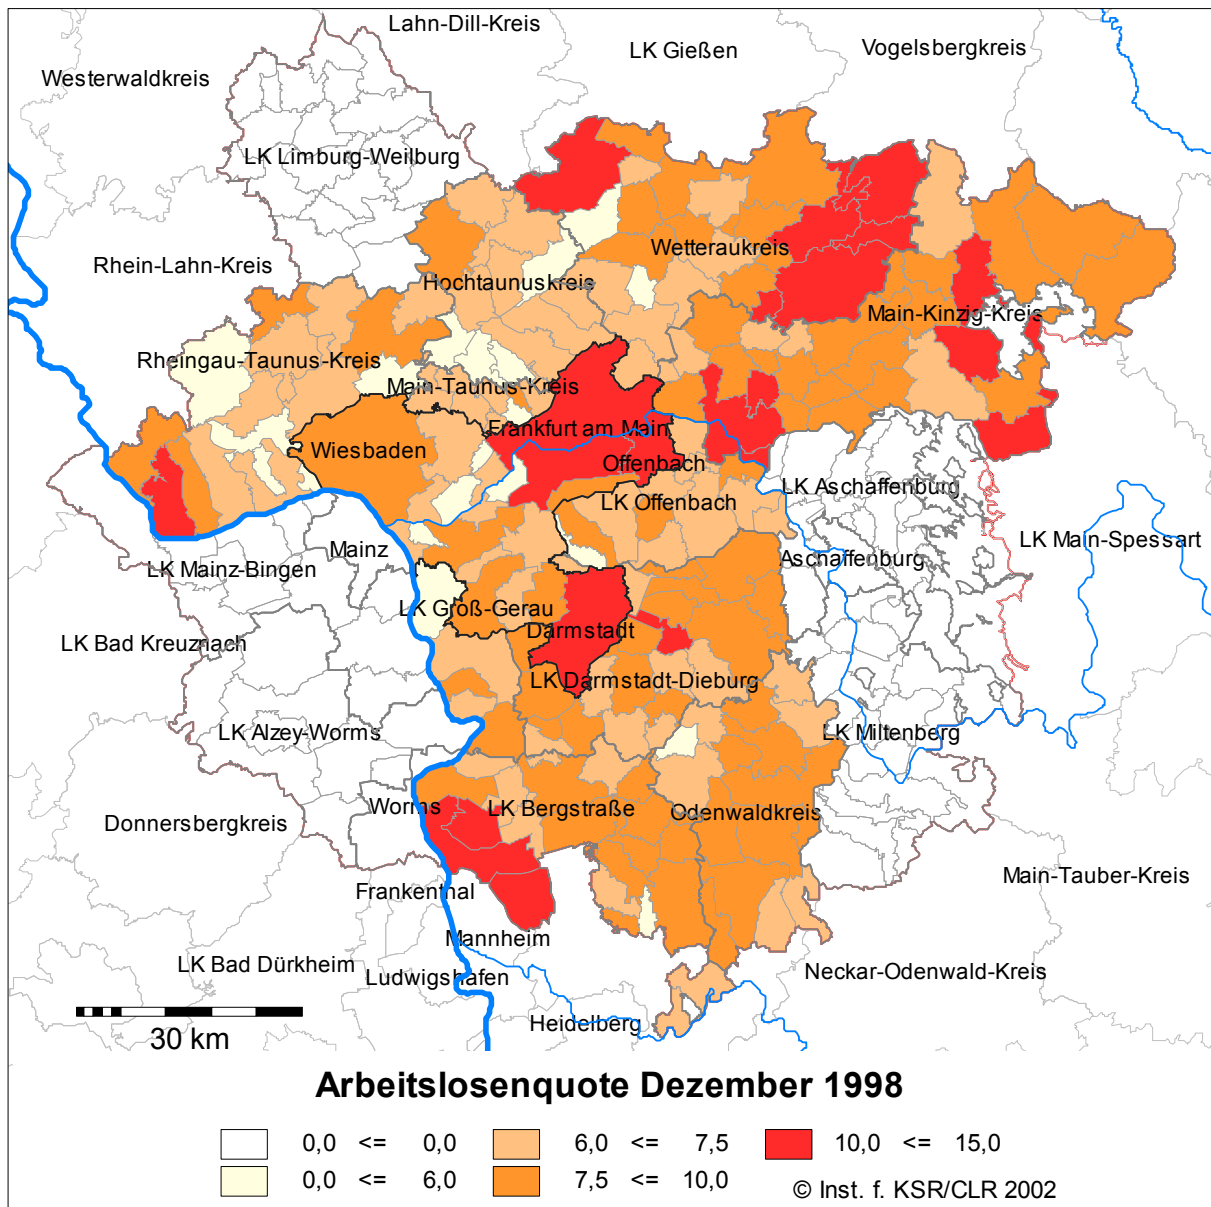 Lahn-Dill-Kreis
LK Gießen
Vogelsbergkreis
Westerwaldkreis
LK Limburg-Weilburg
Wetteraukreis
Rhein-Lahn-Kreis
Hochtaunuskreis
Main-Kinzig-Kreis
Rheingau-Taunus-Kreis
Main-Taunus-Kreis
Frankfurt am Main
Wiesbaden
Offenbach
LK Aschaffenburg
LK Offenbach
Mainz
LK Main-Spessart
Aschaffenburg
LK Mainz-Bingen
LK Groß-Gerau
Darmstadt
LK Bad Kreuznach
LK Darmstadt-Dieburg
LK Alzey-Worms
LK Miltenberg
Worms
LK Bergstraße
Odenwaldkreis
Donnersbergkreis
Main-Tauber-Kreis
Frankenthal
Mannheim
LK Bad Dürkheim
Ludwigshafen
Neckar-Odenwald-Kreis
Heidelberg
30 km
Arbeitslosenquote Dezember 1998
0,0 <= 0,0
6,0 <= 7,5
10,0 <= 15,0
0,0 <= 6,0
7,5 <= 10,0
© Inst. f. KSR/CLR 2002